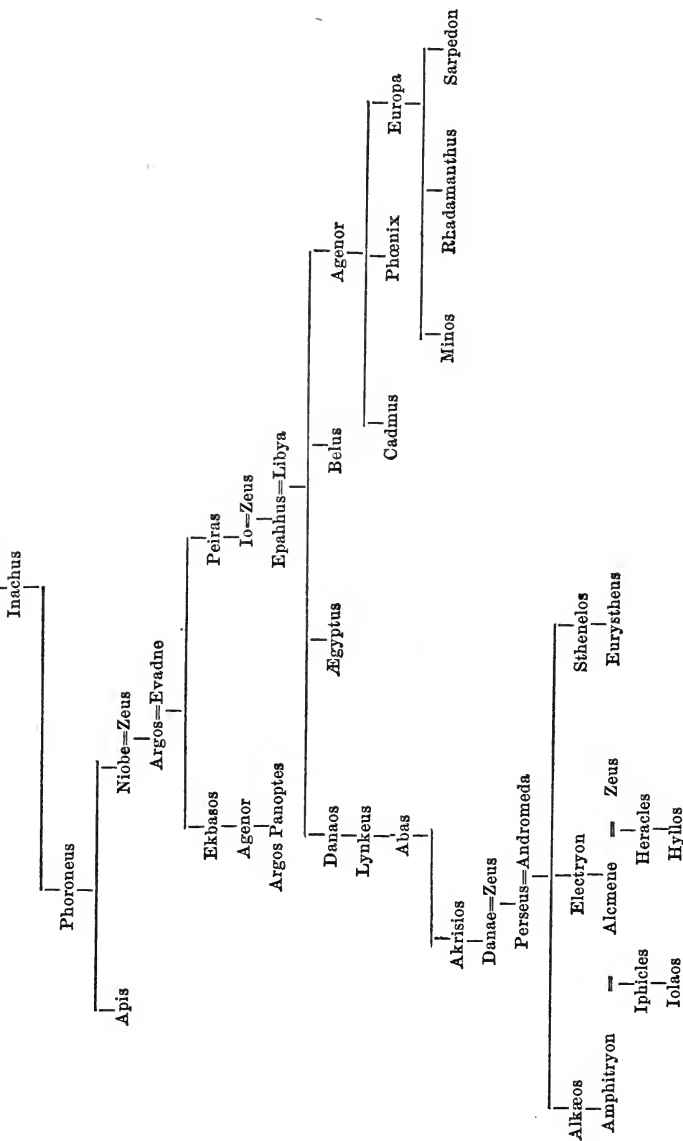 Inachus
Phoroneus
Apis
Niobe=Zeus
Argos=Evadne
Ekbasos
Peiras
Agenor
Io=Zeus
Argos Panoptes
Epahhus=Libya
Danaos
Ægyptus
Belus
Agenor
Lynkeus
Cadmus
Phœnix
Europa
Abas
Minos
Rhadamanthus
Sarpedon
Akrisios
Danae=Zeus
Perseus=Andromeda
Alkæos
Electryon
Sthenelos
Amphitryon = Alcmene = Zeus
Eurystheus
Iphicles
Heracles
Iolaos
Hyllos